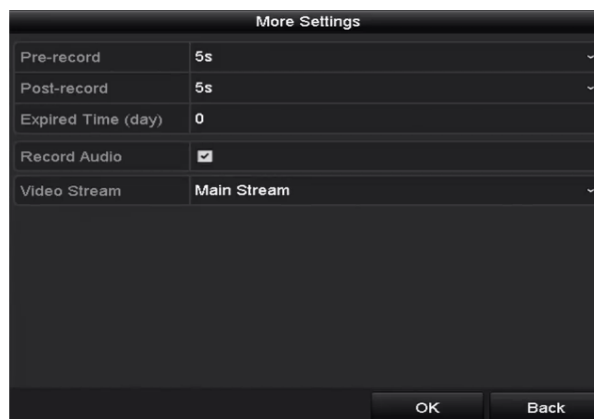 More Settings
Pre-record 5s
Post-record 5s
Expired Time (day) 0
Record Audio
Video Stream Main Stream
OK Back